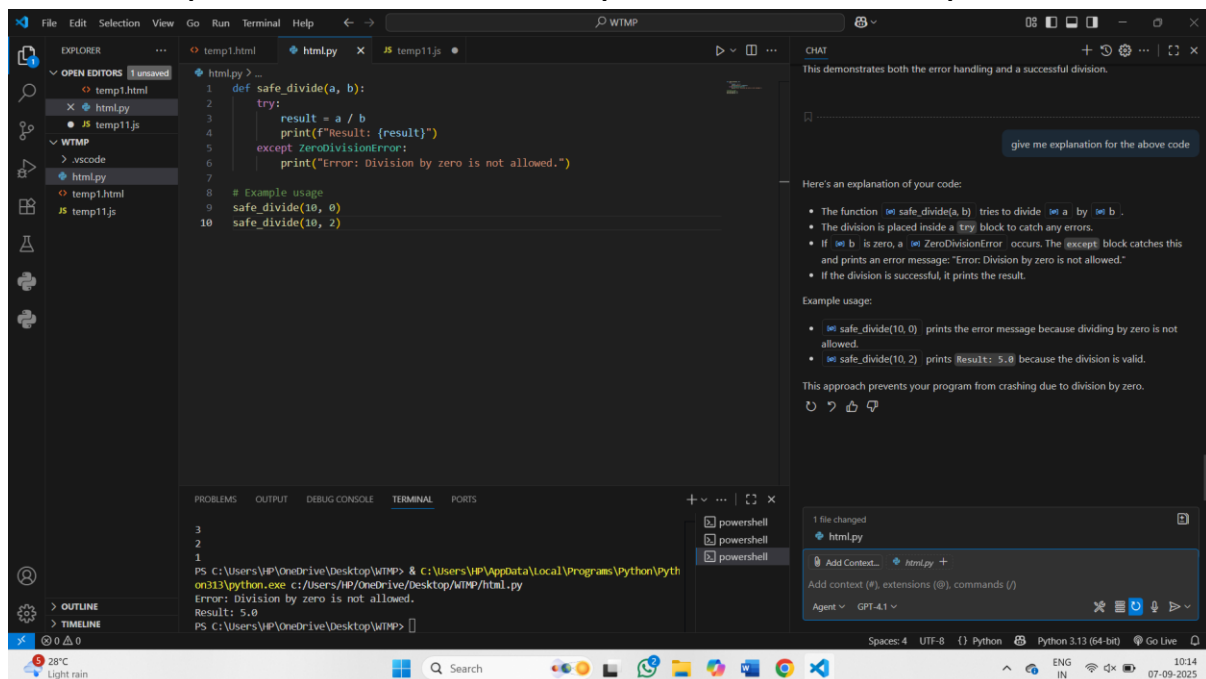 File Edit Selection View Go Run Terminal Help
WTMP
EXPLORER
OPEN EDITORS 1 unsaved
temp1.html
html.py
JS temp11.js
WTMP
.vscode
html.py
temp1.html
JS temp11.js
OUTLINE
TIMELINE
temp1.html html.py JS temp11.js
html.py > ...
1 def safe_divide(a, b):
2 try:
3 result = a / b
4 print(f"Result: {result}")
5 except ZeroDivisionError:
6 print("Error: Division by zero is not allowed.")
7
8 # Example usage
9 safe_divide(10, 0)
10 safe_divide(10, 2)
PROBLEMS OUTPUT DEBUG CONSOLE TERMINAL PORTS
3
2
1
PS C:\Users\HP\OneDrive\Desktop\WTMP> & C:\Users\HP\AppData\Local\Programs\Python\Pyth
on313\python.exe c:/Users/HP/OneDrive/Desktop/WTMP/html.py
Error: Division by zero is not allowed.
Result: 5.0
PS C:\Users\HP\OneDrive\Desktop\WTMP>
powershell
powershell
powershell
CHAT
This demonstrates both the error handling and a successful division.
give me explanation for the above code
Here's an explanation of your code:
• The function safe_divide(a, b) tries to divide a by b .
• The division is placed inside a try block to catch any errors.
• If b is zero, a ZeroDivisionError occurs. The except block catches this
and prints an error message: "Error: Division by zero is not allowed."
• If the division is successful, it prints the result.
Example usage:
• safe_divide(10, 0) prints the error message because dividing by zero is not
allowed.
• safe_divide(10, 2) prints Result: 5.0 because the division is valid.
This approach prevents your program from crashing due to division by zero.
1 file changed
html.py
Add Context... html.py +
Add context (#), extensions (@), commands (/)
Agent GPT-4.1
0 0 Spaces: 4 UTF-8 {} Python Python 3.13 (64-bit) Go Live
5 28°C
Light rain
Search
2
ENG
IN
10:14
07-09-2025